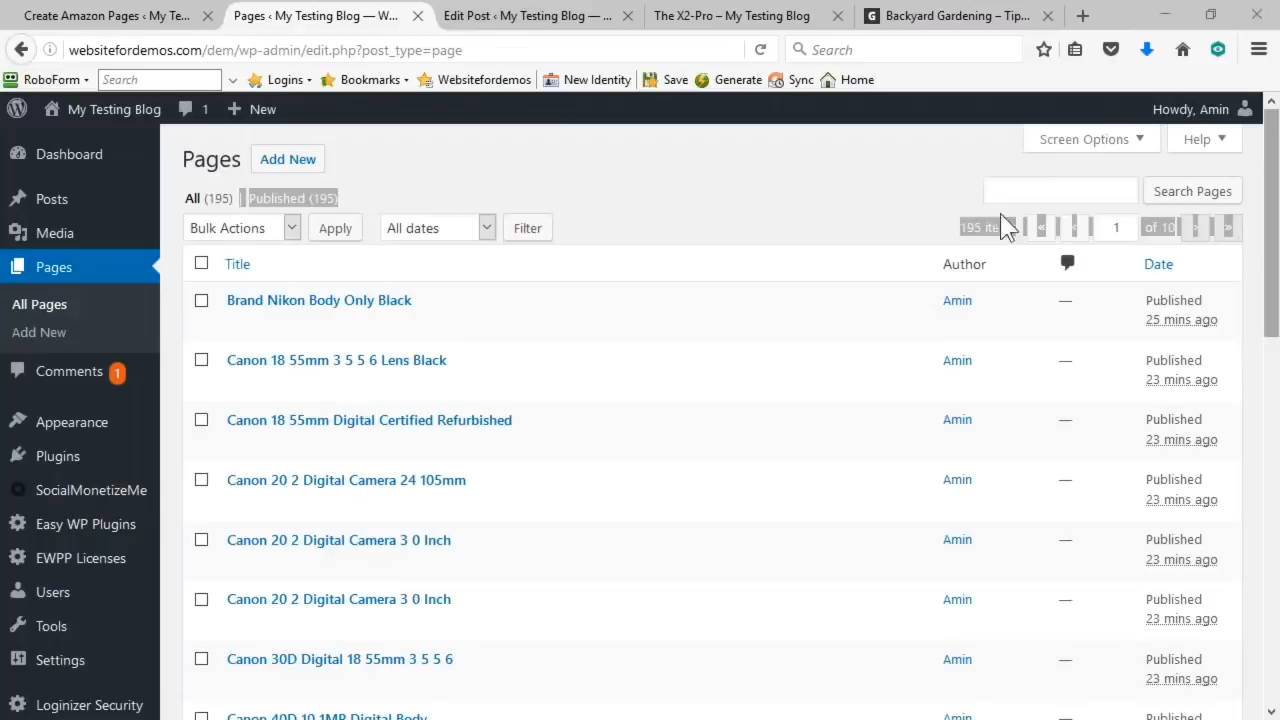 Create Amazon Pages ‹ My Te...
Pages ‹ My Testing Blog — W...
Edit Post ‹ My Testing Blog — ...
The X2-Pro – My Testing Blog
G Backyard Gardening – Tip...
websitefordemos.com/dem/wp-admin/edit.php?post_type=page
Search
RoboForm
Search
Logins
Bookmarks
Websitefordemos
New Identity
Save
Generate
Sync
Home
My Testing Blog
1
New
Howdy, Amin
Dashboard
Posts
Media
Pages
All Pages
Add New
Comments 1
Appearance
Plugins
SocialMonetizeMe
Easy WP Plugins
EWPP Licenses
Users
Tools
Settings
Loginizer Security
Screen Options
Help
Pages
Add New
All (195) | Published (195)
Search Pages
Bulk Actions
Apply
All dates
Filter
195
« ‹ 1 of 10 › »
Title
Author
Date
Brand Nikon Body Only Black
Amin
—
Published
25 mins ago
Canon 18 55mm 3 5 5 6 Lens Black
Amin
—
Published
23 mins ago
Canon 18 55mm Digital Certified Refurbished
Amin
—
Published
23 mins ago
Canon 20 2 Digital Camera 24 105mm
Amin
—
Published
23 mins ago
Canon 20 2 Digital Camera 3 0 Inch
Amin
—
Published
23 mins ago
Canon 20 2 Digital Camera 3 0 Inch
Amin
—
Published
23 mins ago
Canon 30D Digital 18 55mm 3 5 5 6
Amin
—
Published
23 mins ago
Canon 40D 10 1MP Digital Body
Amin
Published